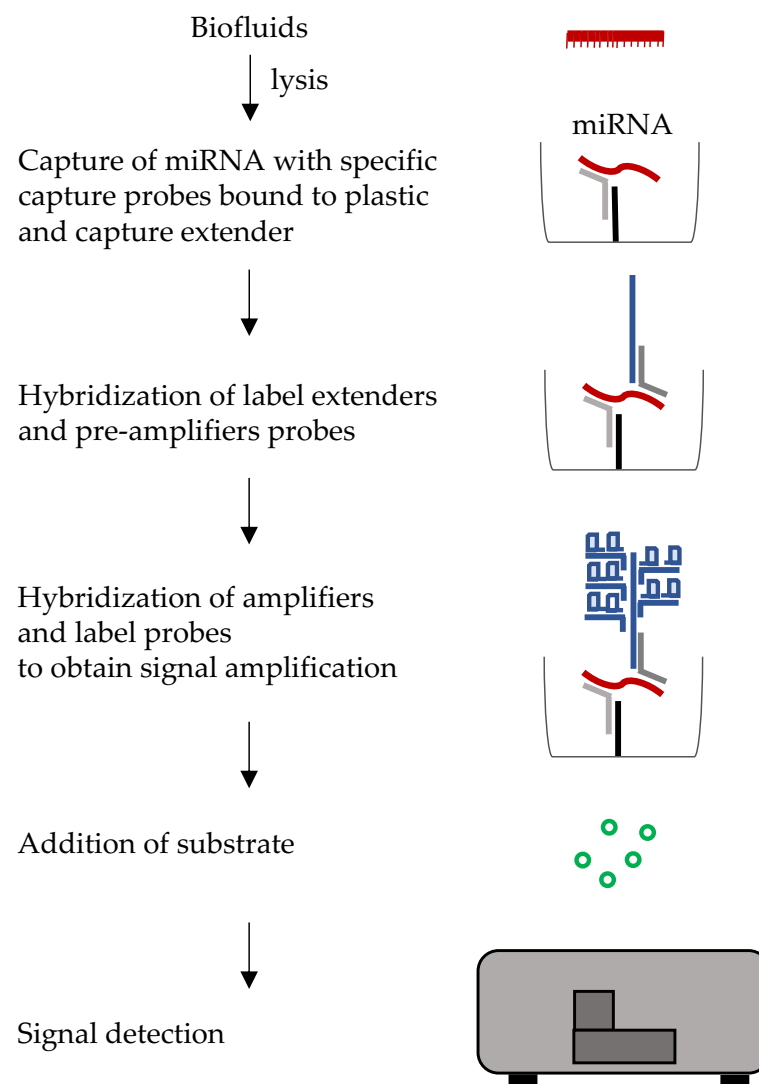 Biofluids
lysis
miRNA
Capture of miRNA with specific
capture probes bound to plastic
and capture extender
Hybridization of label extenders
and pre-amplifiers probes
Hybridization of amplifiers
and label probes
to obtain signal amplification
Addition of substrate
Signal detection